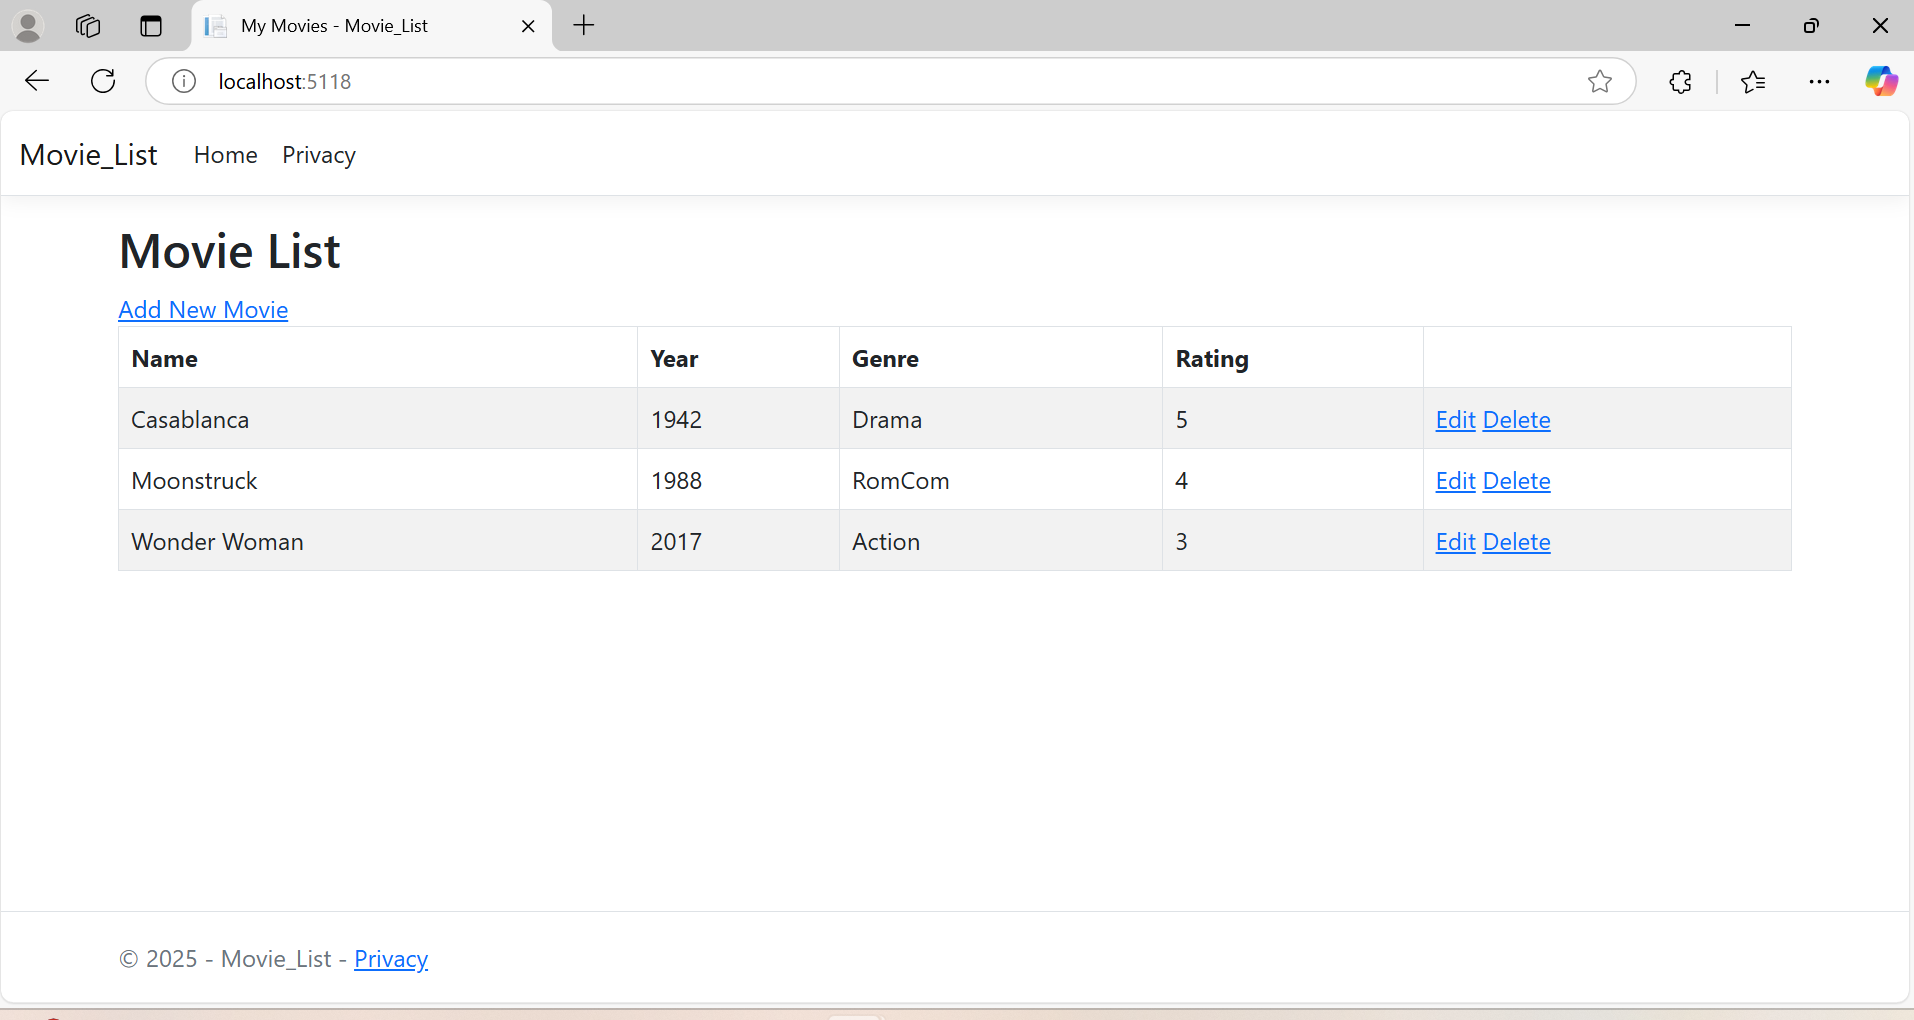 My Movies - Movie_List
localhost:5118
Movie_List Home Privacy
Movie List
Add New Movie
Name Year Genre Rating
Casablanca 1942 Drama 5 Edit Delete
Moonstruck 1988 RomCom 4 Edit Delete
Wonder Woman 2017 Action 3 Edit Delete
© 2025 - Movie_List - Privacy